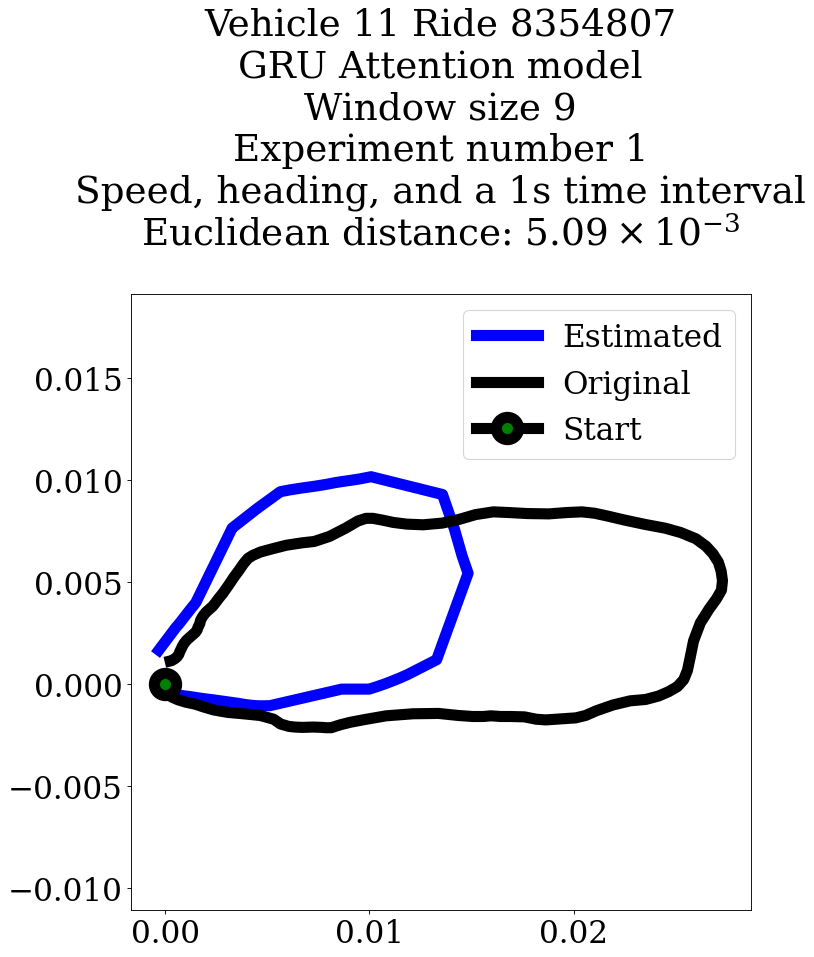 Vehicle 11 Ride 8354807
GRU Attention model
Window size 9
Experiment number 1
Speed, heading, and a 1s time interval
Euclidean distance: 5.09 × 10⁻³
Estimated
Original
Start
0.015
0.010
0.005
0.000
−0.005
−0.010
0.00 0.01 0.02